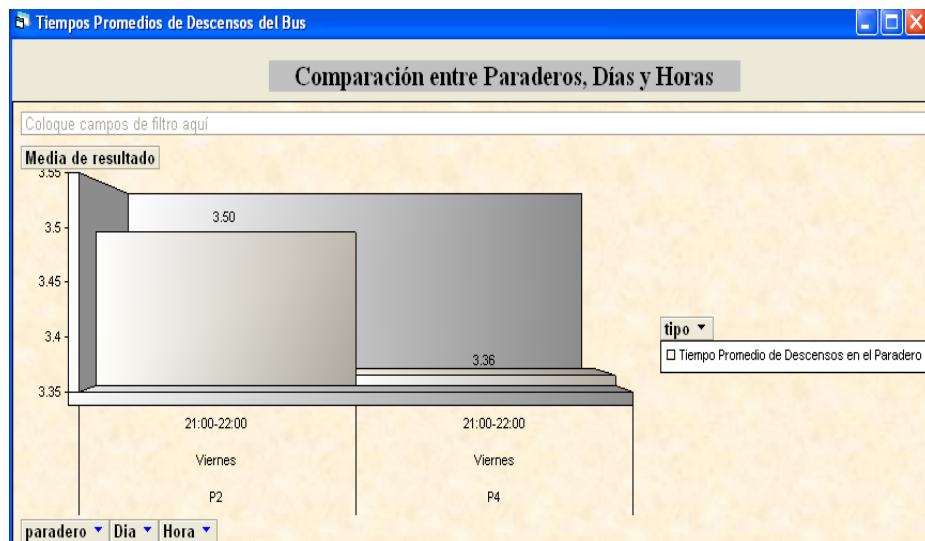 Tiempos Promedios de Descensos del Bus
Comparación entre Paraderos, Días y Horas
Coloque campos de filtro aquí
Media de resultado
3.55
3.5
3.45
3.4
3.35
3.50
3.36
tipo
Tiempo Promedio de Descensos en el Paradero
21:00-22:00 21:00-22:00
Viernes Viernes
P2 P4
paradero Dia Hora